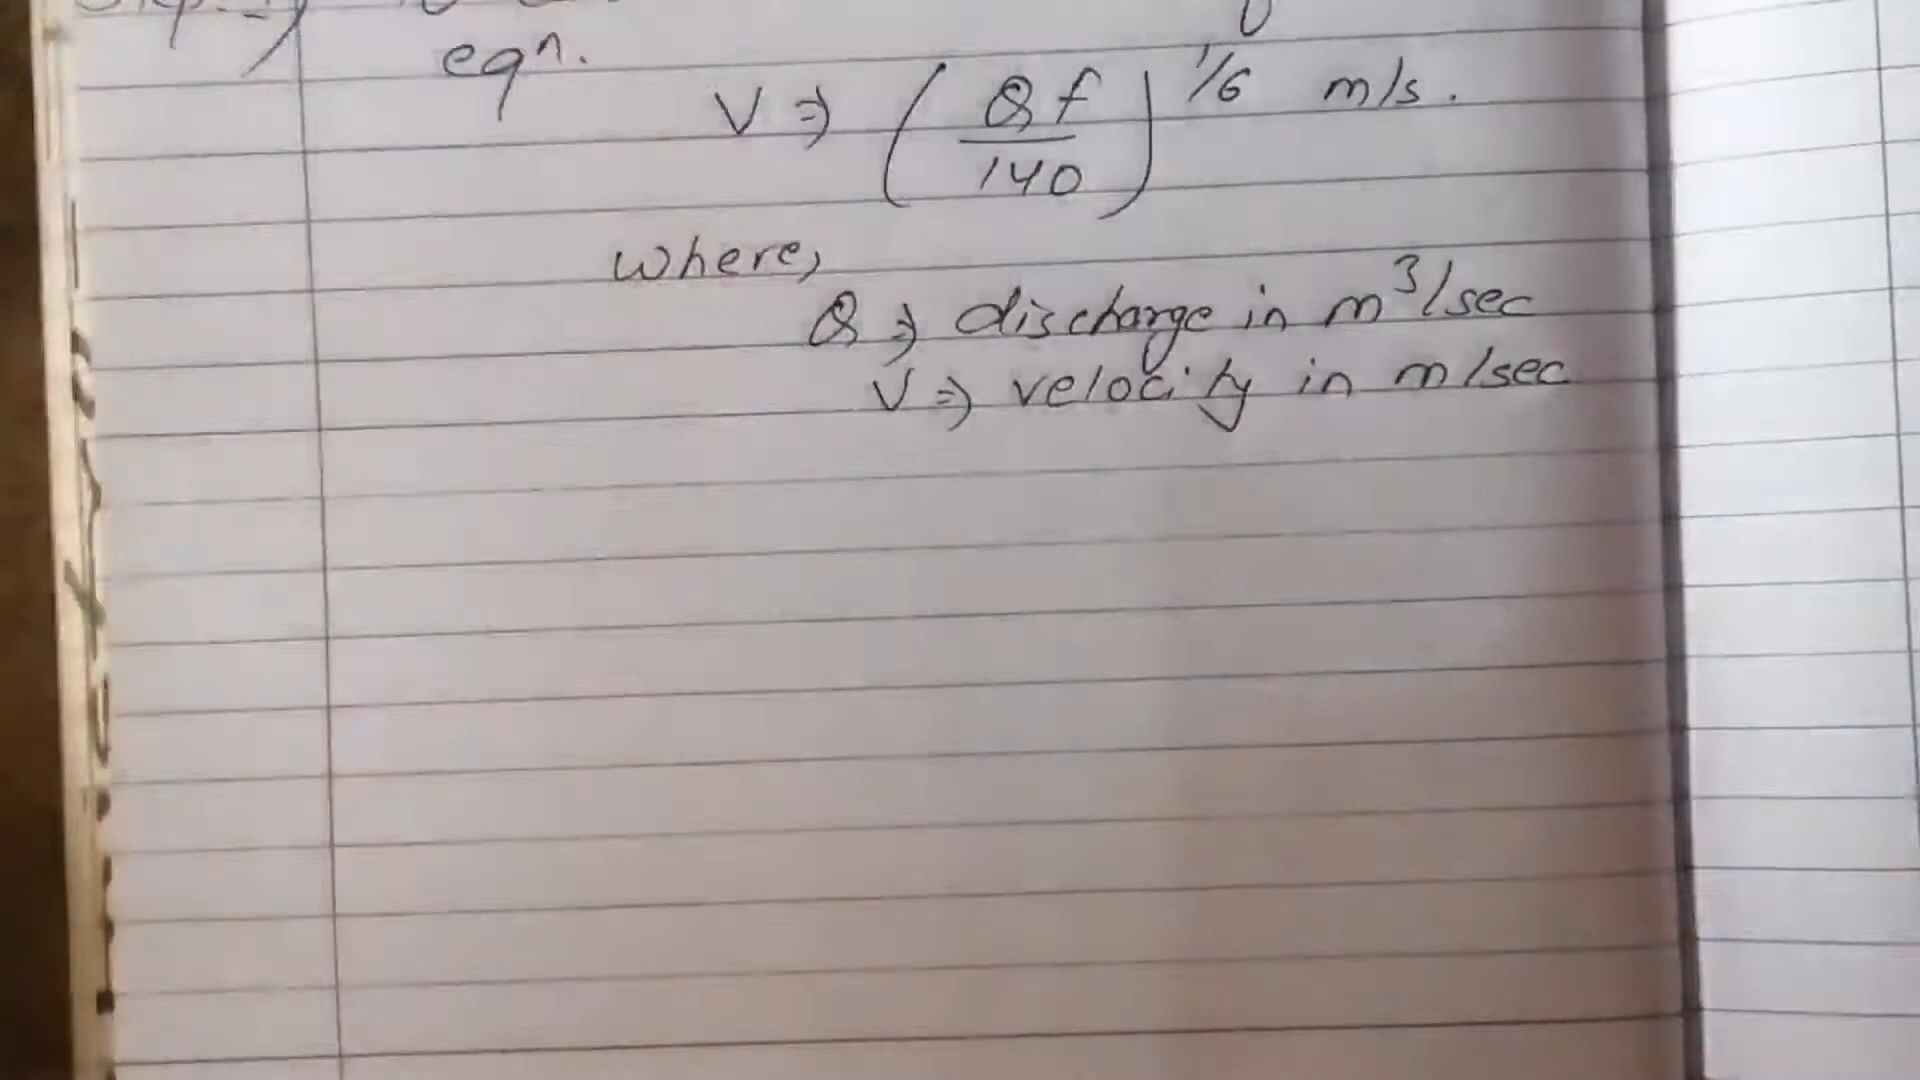 eqⁿ.
V ⇒ (Qf/140)^1/6 m/s.
where,
Q ⇒ discharge in m³/sec
V ⇒ velocity in m/sec